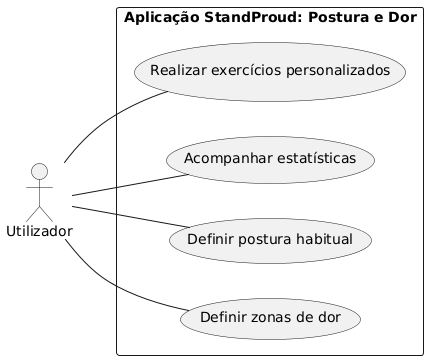 Aplicação StandProud: Postura e Dor
Realizar exercícios personalizados
Acompanhar estatísticas
Utilizador
Definir postura habitual
Definir zonas de dor